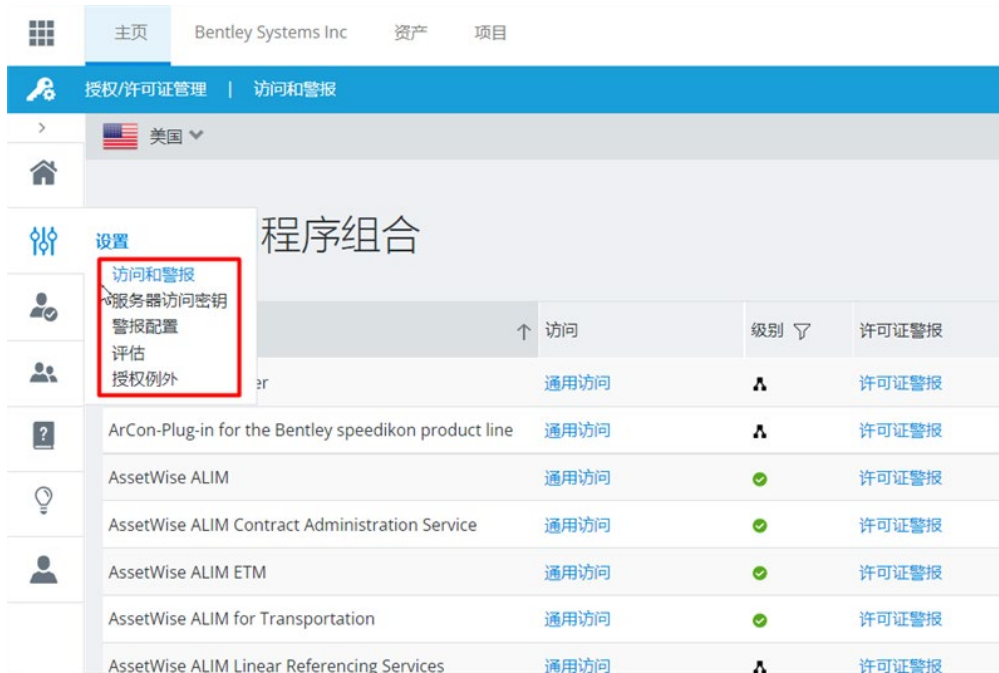 主页 Bentley Systems Inc 资产 项目
授权/许可证管理 | 访问和警报
美国
程序组合
设置
访问和警报
服务器访问密钥
警报配置
评估
授权例外
访问 级别 许可证警报
er 通用访问 许可证警报
ArCon-Plug-in for the Bentley speedikon product line 通用访问 许可证警报
AssetWise ALIM 通用访问 许可证警报
AssetWise ALIM Contract Administration Service 通用访问 许可证警报
AssetWise ALIM ETM 通用访问 许可证警报
AssetWise ALIM for Transportation 通用访问 许可证警报
AssetWise ALIM Linear Referencing Services 通用访问 许可证警报